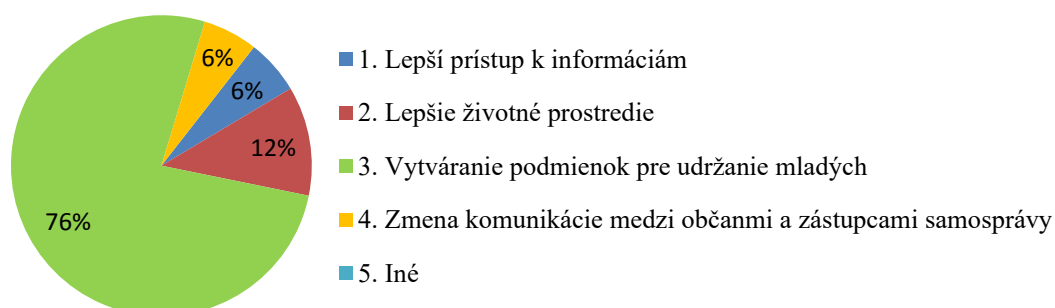 6%
6%
12%
76%
1. Lepší prístup k informáciám
2. Lepšie životné prostredie
3. Vytváranie podmienok pre udržanie mladých
4. Zmena komunikácie medzi občanmi a zástupcami samosprávy
5. Iné